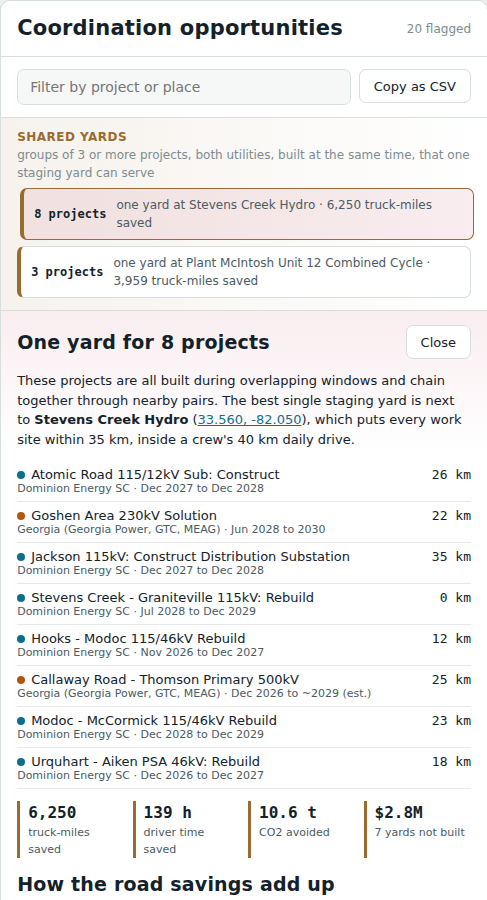 Coordination opportunities
20 flagged
Filter by project or place
Copy as CSV
SHARED YARDS
groups of 3 or more projects, both utilities, built at the same time, that one
staging yard can serve
8 projects
one yard at Stevens Creek Hydro · 6,250 truck-miles
saved
3 projects
one yard at Plant McIntosh Unit 12 Combined Cycle ·
3,959 truck-miles saved
One yard for 8 projects
Close
These projects are all built during overlapping windows and chain
together through nearby pairs. The best single staging yard is next
to Stevens Creek Hydro (33.560, -82.050), which puts every work
site within 35 km, inside a crew's 40 km daily drive.
Atomic Road 115/12kV Sub: Construct 26 km
Dominion Energy SC · Dec 2027 to Dec 2028
Goshen Area 230kV Solution 22 km
Georgia (Georgia Power, GTC, MEAG) · Jun 2028 to 2030
Jackson 115kV: Construct Distribution Substation 35 km
Dominion Energy SC · Dec 2027 to Dec 2028
Stevens Creek - Graniteville 115kV: Rebuild 0 km
Dominion Energy SC · Jul 2028 to Dec 2029
Hooks - Modoc 115/46kV Rebuild 12 km
Dominion Energy SC · Nov 2026 to Dec 2027
Callaway Road - Thomson Primary 500kV 25 km
Georgia (Georgia Power, GTC, MEAG) · Dec 2026 to ~2029 (est.)
Modoc - McCormick 115/46kV Rebuild 23 km
Dominion Energy SC · Dec 2028 to Dec 2029
Urquhart - Aiken PSA 46kV: Rebuild 18 km
Dominion Energy SC · Dec 2026 to Dec 2027
6,250
truck-miles
saved
139 h
driver time
saved
10.6 t
CO2 avoided
$2.8M
7 yards not built
How the road savings add up